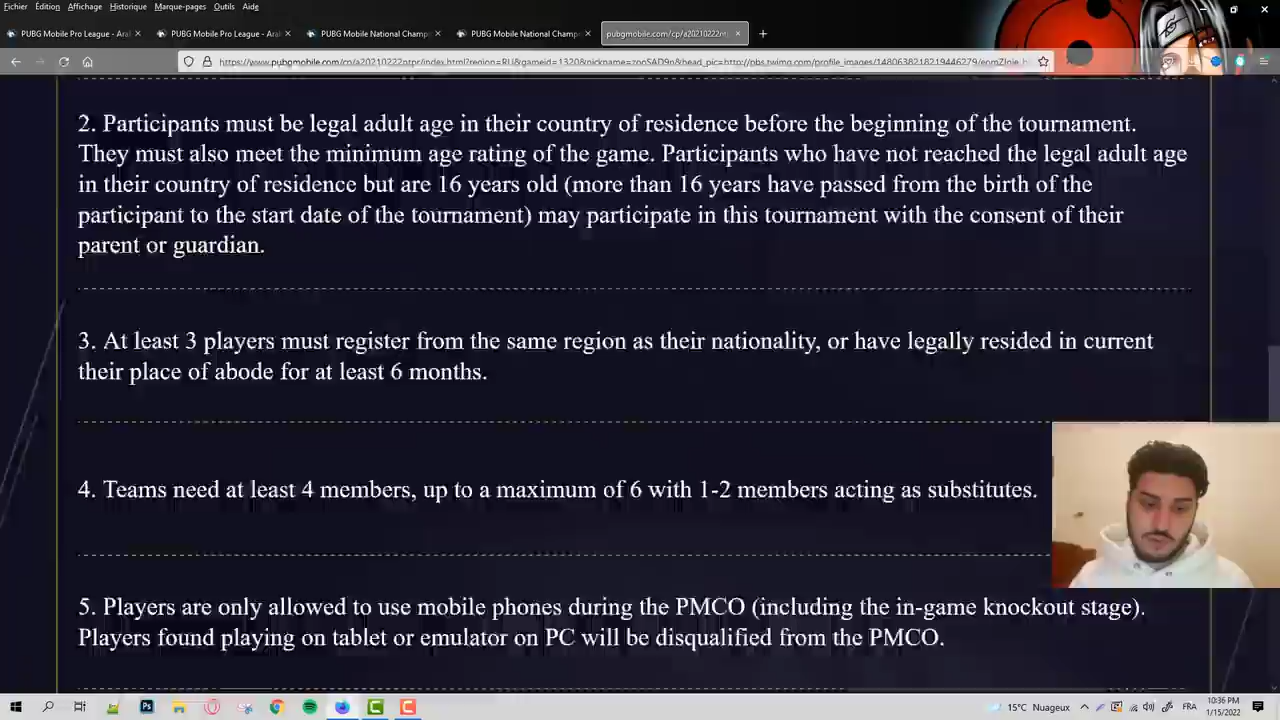 Fichier Édition Affichage Historique Marque-pages Outils Aide
PUBG Mobile Pro League - Ara PUBG Mobile Pro League - Ara PUBG Mobile National Champ PUBG Mobile National Champ pubgmobile.com/cp/a20210222
2. Participants must be legal adult age in their country of residence before the beginning of the tournament.
They must also meet the minimum age rating of the game. Participants who have not reached the legal adult age
in their country of residence but are 16 years old (more than 16 years have passed from the birth of the
participant to the start date of the tournament) may participate in this tournament with the consent of their
parent or guardian.
3. At least 3 players must register from the same region as their nationality, or have legally resided in current
their place of abode for at least 6 months.
4. Teams need at least 4 members, up to a maximum of 6 with 1-2 members acting as substitutes.
5. Players are only allowed to use mobile phones during the PMCO (including the in-game knockout stage).
Players found playing on tablet or emulator on PC will be disqualified from the PMCO.
15°C Nuageux FRA 10:36 PM
1/15/2022